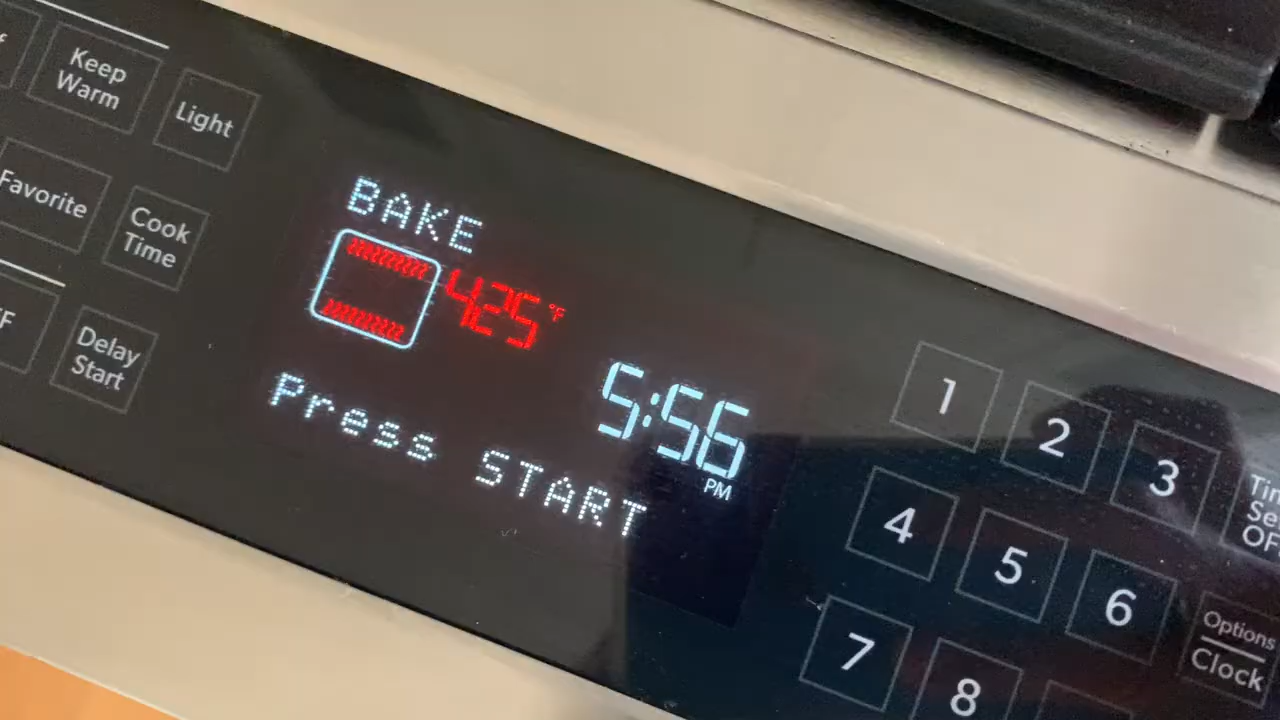 Keep
Warm
Light
Favorite
Cook
Time
Delay
Start
BAKE
425°F
5:56
PM
Press START
1
2
3
4
5
6
7
8
Options
Clock